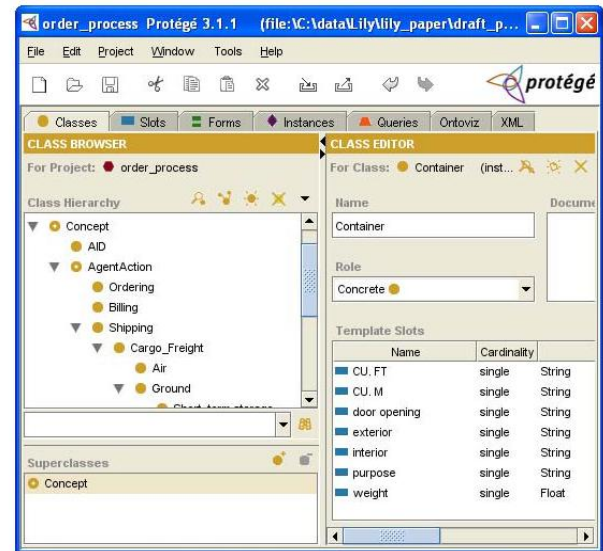 order_process Protégé 3.1.1 (file:\C:\data\Lily\lily_paper\draft_p...
File Edit Project Window Tools Help
protégé
Classes Slots Forms Instances Queries Ontoviz XML
CLASS BROWSER
For Project: order_process
Class Hierarchy
Concept
AID
AgentAction
Ordering
Billing
Shipping
Cargo_Freight
Air
Ground
Superclasses
Concept
CLASS EDITOR
For Class: Container (inst...
Name Docume
Container
Role
Concrete
Template Slots
Name Cardinality
CU. FT single String
CU. M single String
door opening single String
exterior single String
interior single String
purpose single String
weight single Float